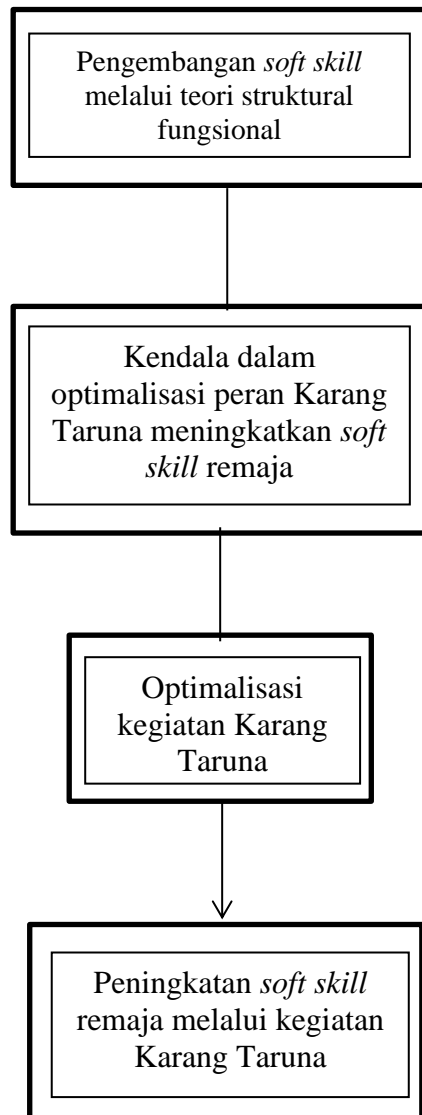 Pengembangan soft skill
melalui teori struktural
fungsional
Kendala dalam
optimalisasi peran Karang
Taruna meningkatkan soft
skill remaja
Optimalisasi
kegiatan Karang
Taruna
Peningkatan soft skill
remaja melalui kegiatan
Karang Taruna